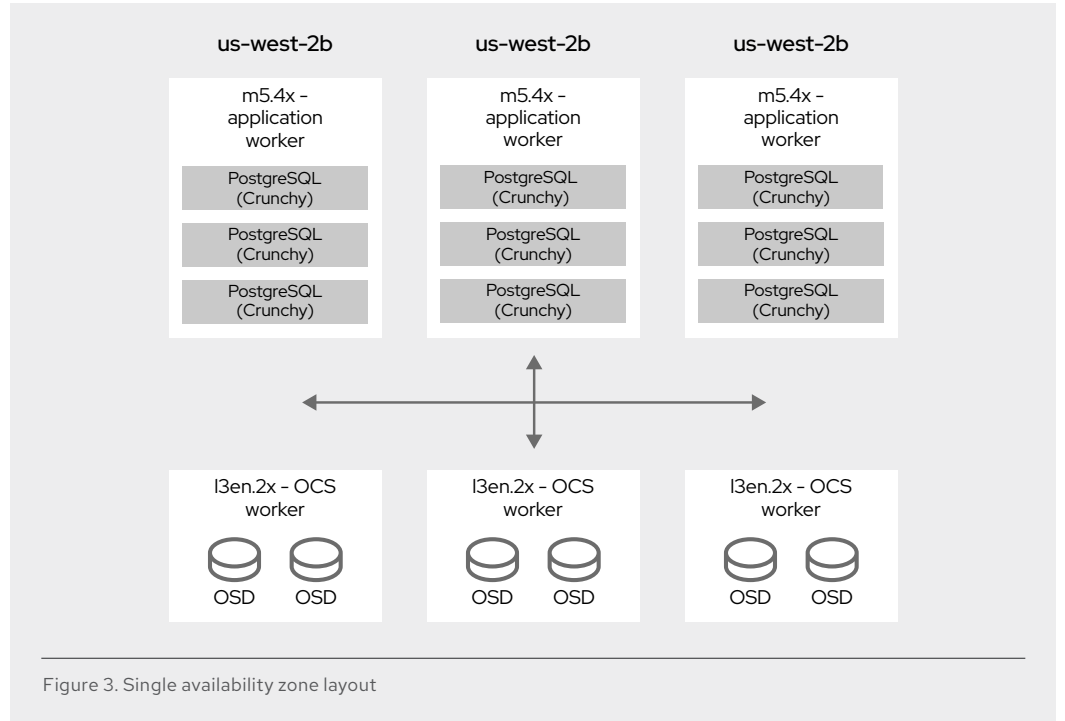 us-west-2b
us-west-2b
us-west-2b
m5.4x -
application
worker
PostgreSQL
(Crunchy)
PostgreSQL
(Crunchy)
PostgreSQL
(Crunchy)
m5.4x -
application
worker
PostgreSQL
(Crunchy)
PostgreSQL
(Crunchy)
PostgreSQL
(Crunchy)
m5.4x -
application
worker
PostgreSQL
(Crunchy)
PostgreSQL
(Crunchy)
PostgreSQL
(Crunchy)
I3en.2x - OCS
worker
OSD OSD
I3en.2x - OCS
worker
OSD OSD
I3en.2x - OCS
worker
OSD OSD
Figure 3. Single availability zone layout